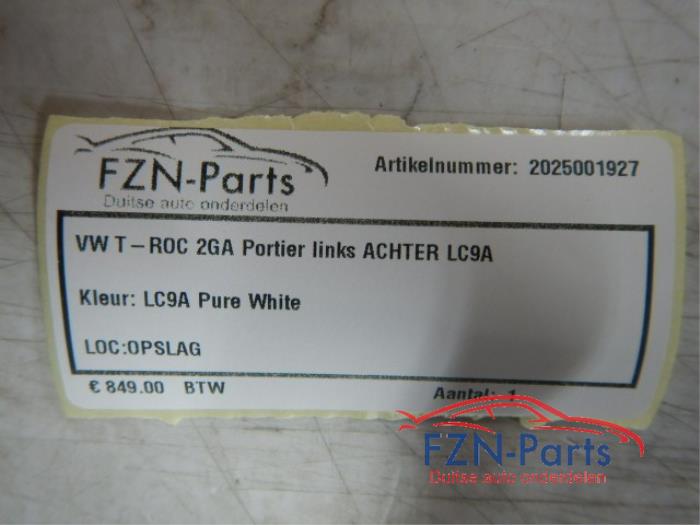 FZN-Parts
Duitse auto onderdelen
Artikelnummer: 2025001927
VW T-ROC 2GA Portier links ACHTER LC9A
Kleur: LC9A Pure White
LOC:OPSLAG
€ 849.00 BTW
Aantal: 1
FZN-Parts
Duitse auto onderdelen